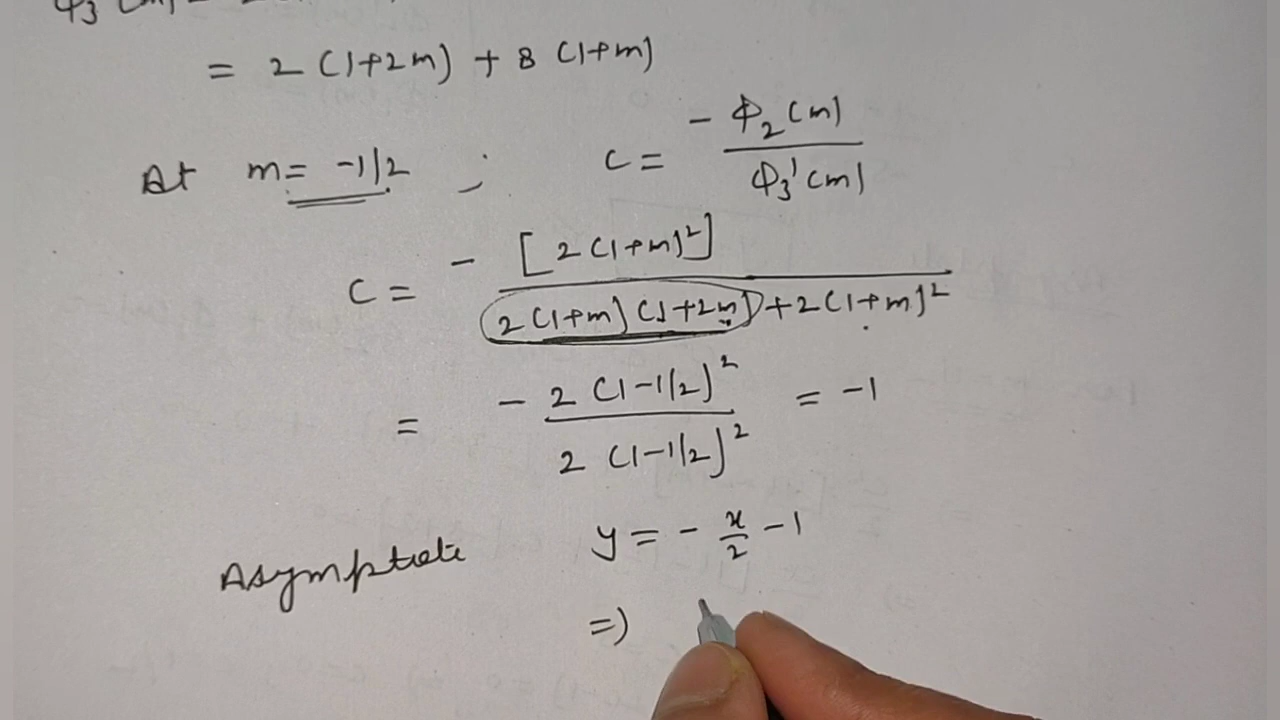 = 2 (1+2m) + 8 (1+m)
At m = -1/2 ; c = - Φ₂(m) / Φ₃'(m)
c = - [2(1+m)²] / 2(1+m)(1+2m) + 2(1+m)²
= - 2 (1-1/2)² / 2 (1-1/2)² = -1
Asymptote y = - x/2 - 1
=)